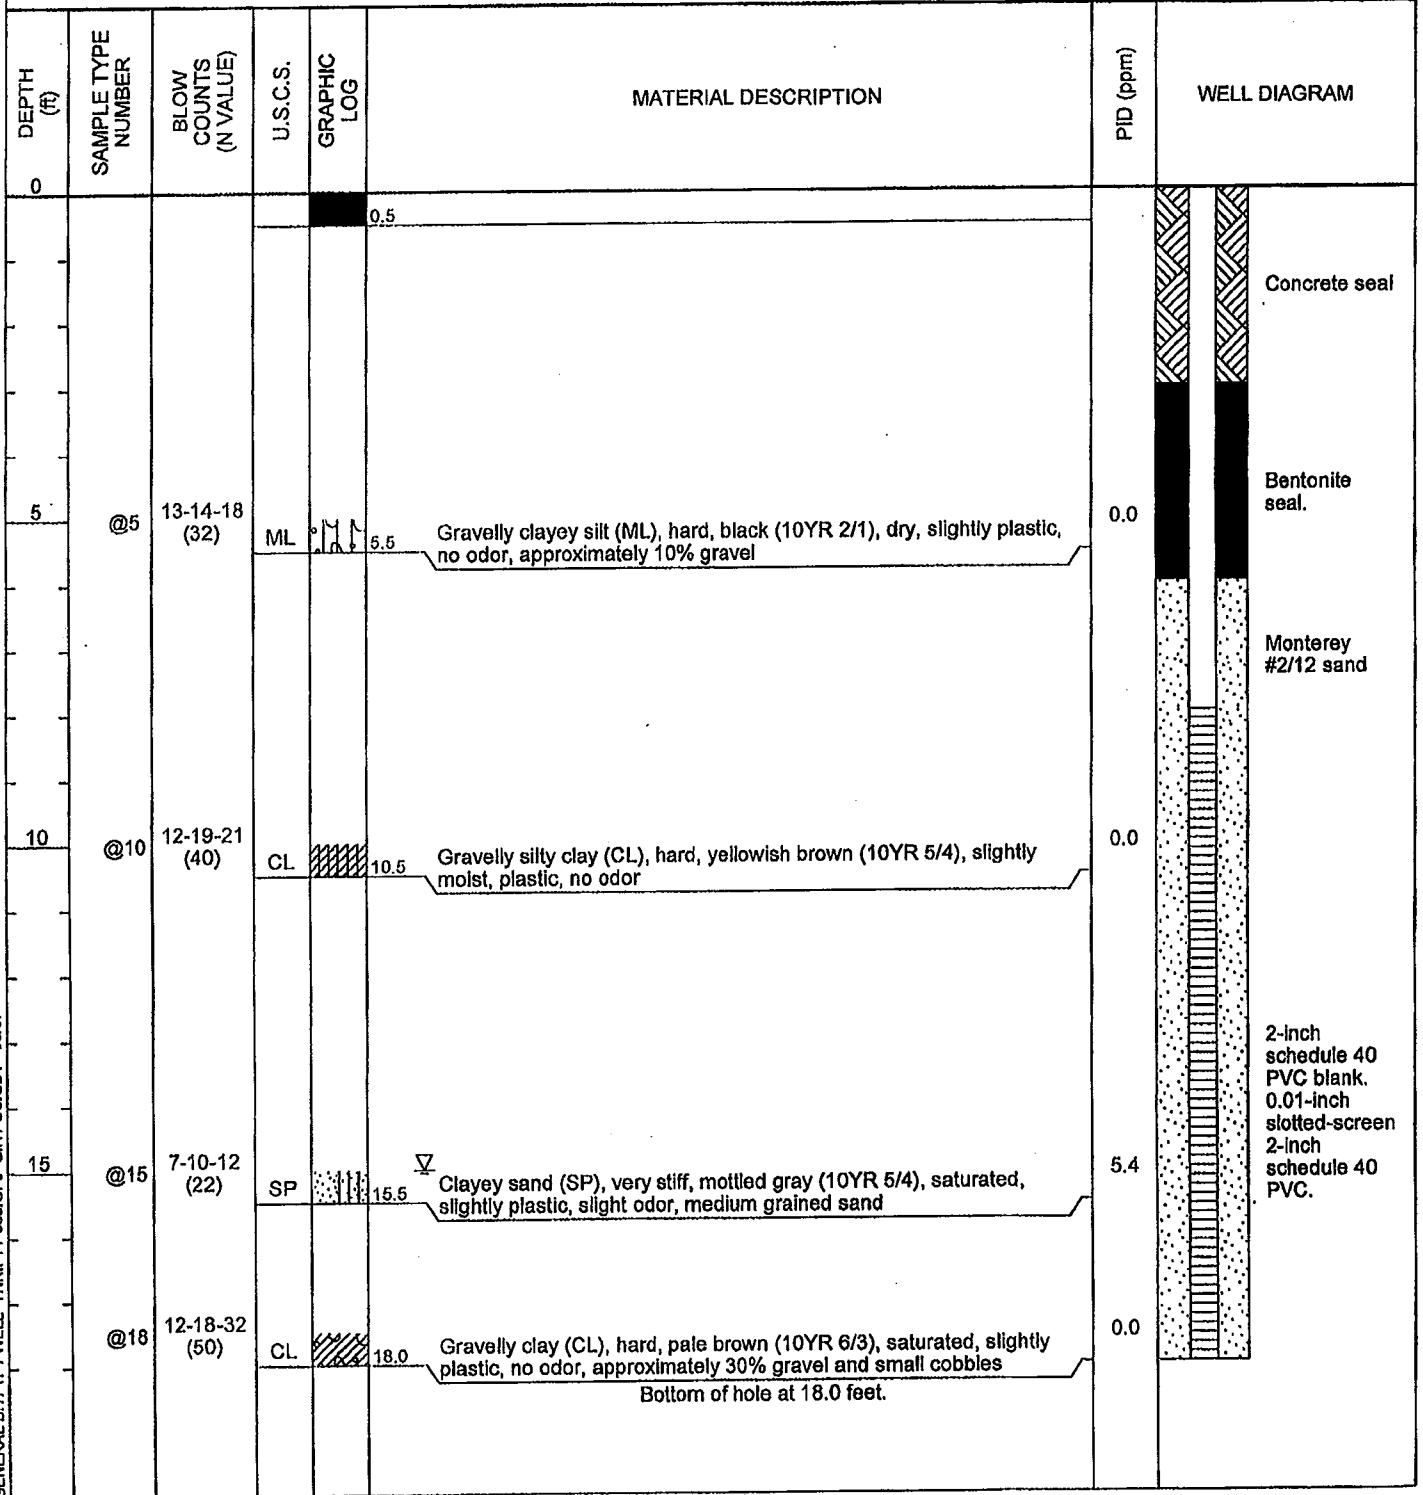 DEPTH
(ft)
SAMPLE TYPE
NUMBER
BLOW
COUNTS
(N VALUE)
U.S.C.S.
GRAPHIC
LOG
MATERIAL DESCRIPTION
PID (ppm)
WELL DIAGRAM
0
0.5
Concrete seal
Bentonite
seal.
5
@5
13-14-18
(32)
ML
5.5
Gravelly clayey silt (ML), hard, black (10YR 2/1), dry, slightly plastic,
no odor, approximately 10% gravel
0.0
Monterey
#2/12 sand
10
@10
12-19-21
(40)
CL
10.5
Gravelly silty clay (CL), hard, yellowish brown (10YR 5/4), slightly
moist, plastic, no odor
0.0
2-inch
schedule 40
PVC blank.
0.01-inch
slotted-screen
2-inch
schedule 40
PVC.
15
@15
7-10-12
(22)
SP
15.5
Clayey sand (SP), very stiff, mottled gray (10YR 5/4), saturated,
slightly plastic, slight odor, medium grained sand
5.4
@18
12-18-32
(50)
CL
18.0
Gravelly clay (CL), hard, pale brown (10YR 6/3), saturated, slightly
plastic, no odor, approximately 30% gravel and small cobbles
0.0
Bottom of hole at 18.0 feet.